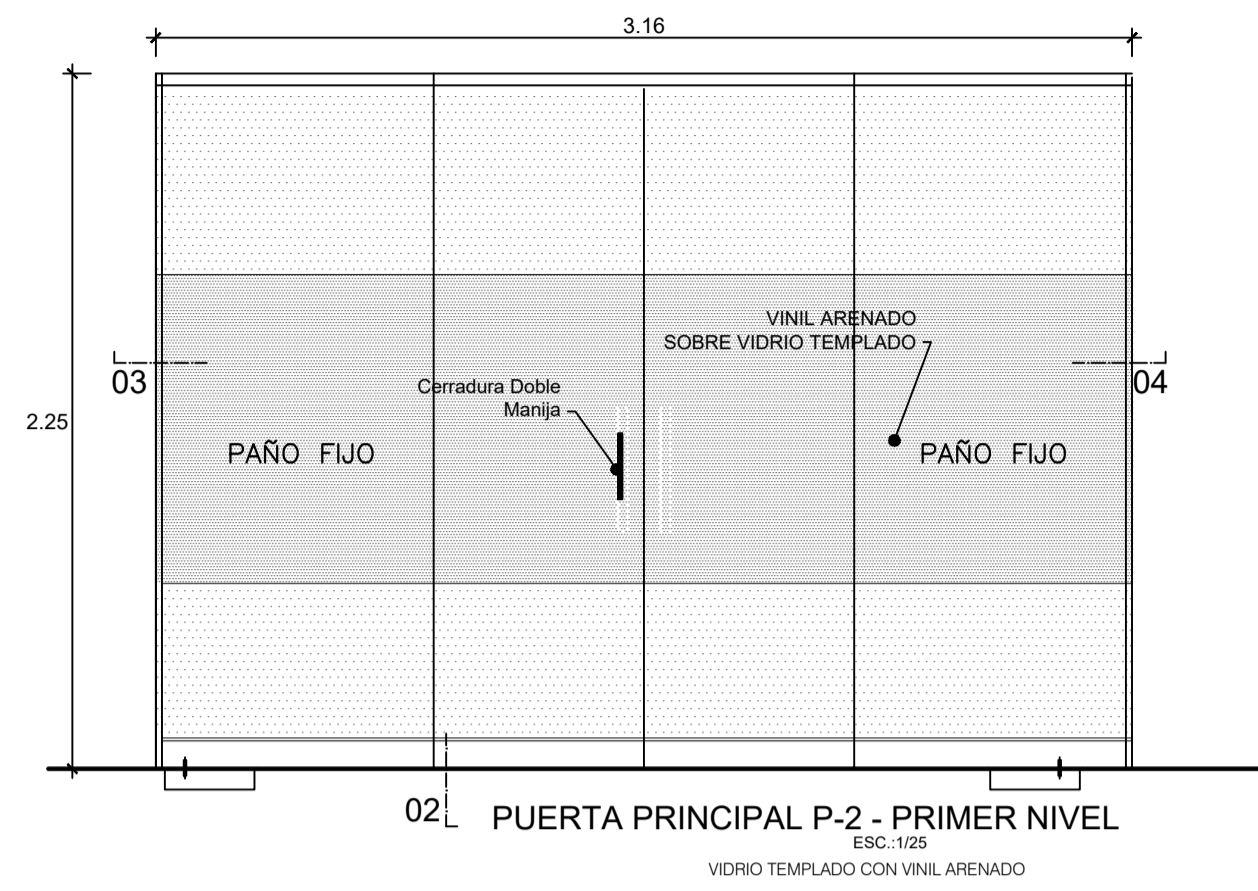 3.16
VINIL ARENADO
SOBRE VIDRIO TEMPLADO
03
04
Cerradura Doble
Manija
2.25
PAÑO FIJO
PAÑO FIJO
02
PUERTA PRINCIPAL P-2 - PRIMER NIVEL
ESC.:1/25
VIDRIO TEMPLADO CON VINIL ARENADO